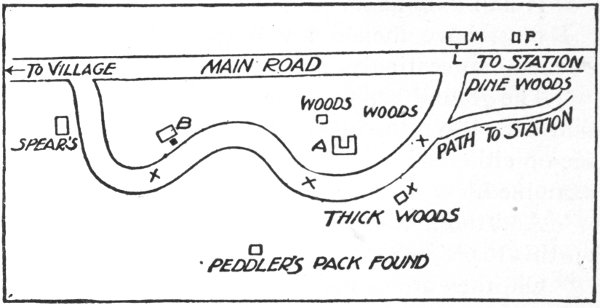 M
P.
L
← TO VILLAGE
MAIN ROAD
TO STATION
PINE WOODS
WOODS
WOODS
SPEAR'S
B
A
X
PATH TO STATION
X
X
X
THICK WOODS
PEDDLER'S PACK FOUND